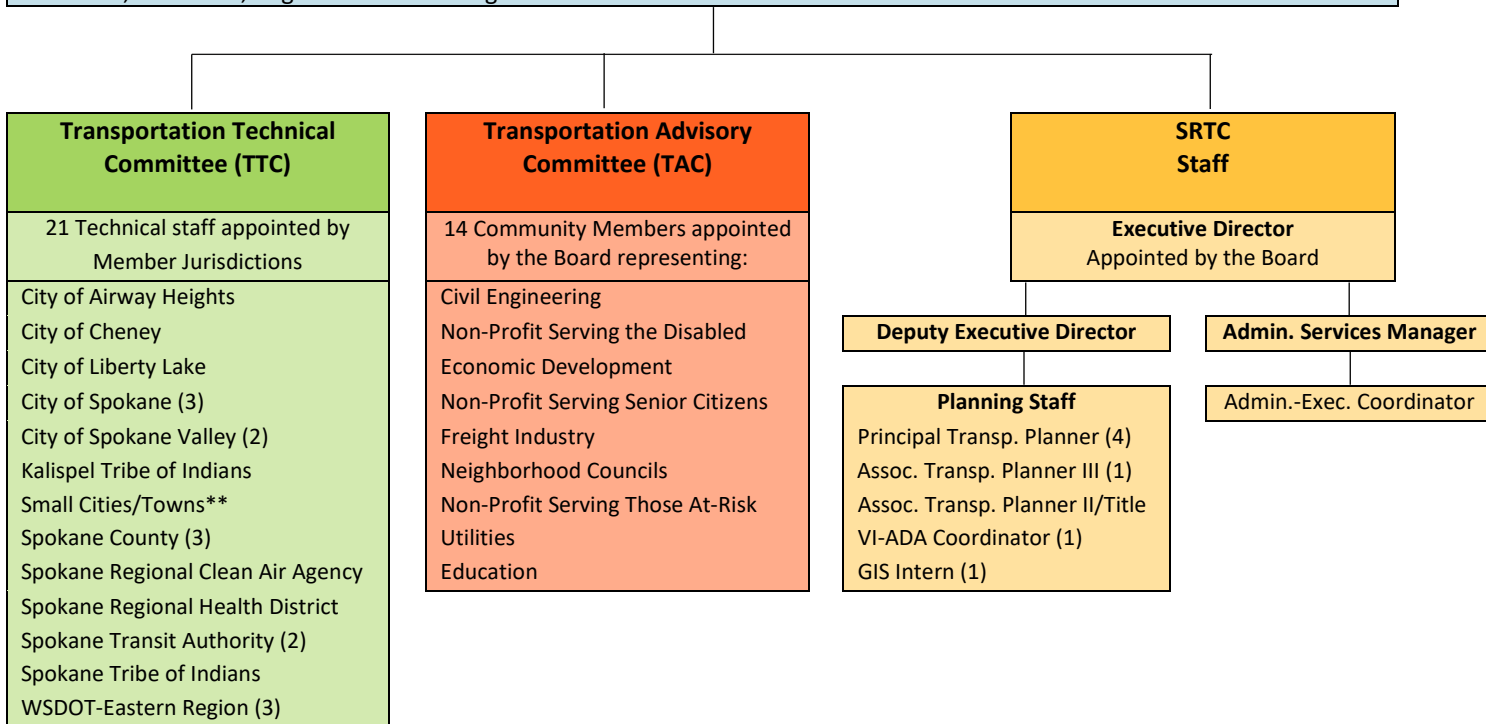 Transportation Technical
Committee (TTC)
21 Technical staff appointed by
Member Jurisdictions
City of Airway Heights
City of Cheney
City of Liberty Lake
City of Spokane (3)
City of Spokane Valley (2)
Kalispel Tribe of Indians
Small Cities/Towns**
Spokane County (3)
Spokane Regional Clean Air Agency
Spokane Regional Health District
Spokane Transit Authority (2)
Spokane Tribe of Indians
WSDOT-Eastern Region (3)
Transportation Advisory
Committee (TAC)
14 Community Members appointed
by the Board representing:
Civil Engineering
Non-Profit Serving the Disabled
Economic Development
Non-Profit Serving Senior Citizens
Freight Industry
Neighborhood Councils
Non-Profit Serving Those At-Risk
Utilities
Education
SRTC
Staff
Executive Director
Appointed by the Board
Deputy Executive Director
Planning Staff
Principal Transp. Planner (4)
Assoc. Transp. Planner III (1)
Assoc. Transp. Planner II/Title
VI-ADA Coordinator (1)
GIS Intern (1)
Admin. Services Manager
Admin.-Exec. Coordinator